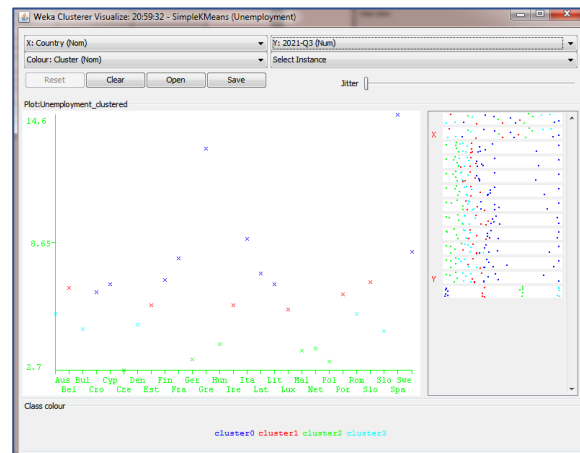 Weka Clusterer Visualize: 20:59:32 - SimpleKMeans (Unemployment)
X: Country (Nom) Y: 2021-Q3 (Num)
Colour: Cluster (Nom) Select Instance
Reset Clear Open Save Jitter
Plot:Unemployment_clustered
14.6
X
8.65
Y
2.7
Aus Bul Cyp Den Fin Ger Hun Ita Lit Mal Pol Rom Slo Swe
Bel Cro Cze Est Fra Gre Ire Lat Lux Net Por Slo Spa
Class colour
cluster0 cluster1 cluster2 cluster3